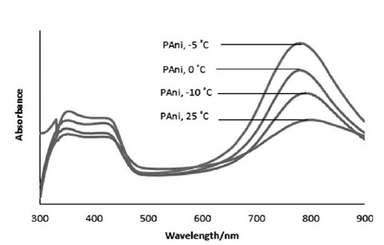 PAni, -5 °C
PAni, 0 °C
PAni, -10 °C
PAni, 25 °C
Absorbance
300 400 500 600 700 800 900
Wavelength/nm